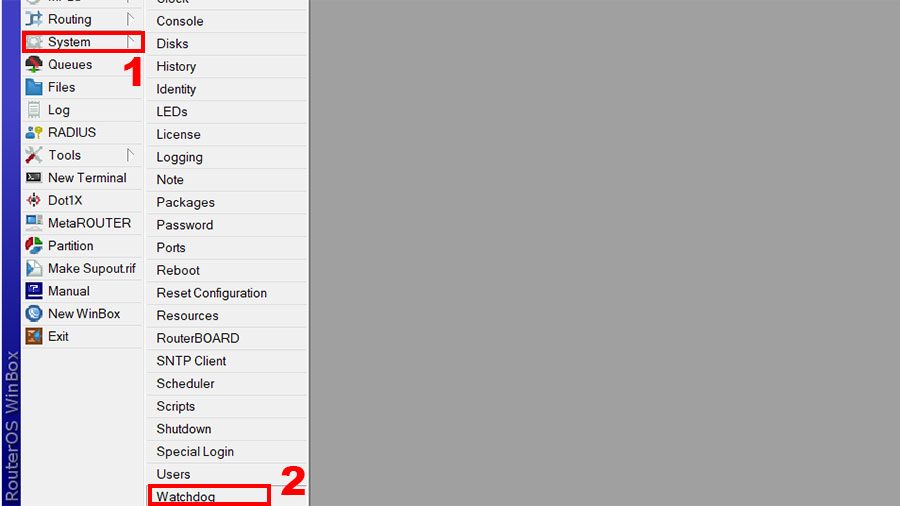 MPLS
Routing
System
1
Queues
Files
Log
RADIUS
Tools
New Terminal
Dot1X
MetaROUTER
Partition
Make Supout.rif
Manual
New WinBox
Exit
RouterOS WinBox
Clock
Console
Disks
History
Identity
LEDs
License
Logging
Note
Packages
Password
Ports
Reboot
Reset Configuration
Resources
RouterBOARD
SNTP Client
Scheduler
Scripts
Shutdown
Special Login
Users
2
Watchdog